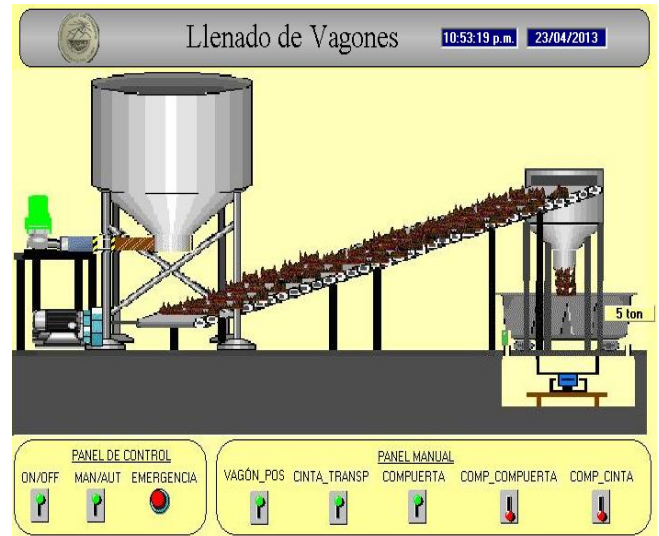 Llenado de Vagones
10:53:19 p.m.
23/04/2013
5 ton
PANEL DE CONTROL
ON/OFF
MAN/AUT
EMERGENCIA
PANEL MANUAL
VAGÓN_POS
CINTA_TRANSP
COMPUERTA
COMP_COMPUERTA
COMP_CINTA